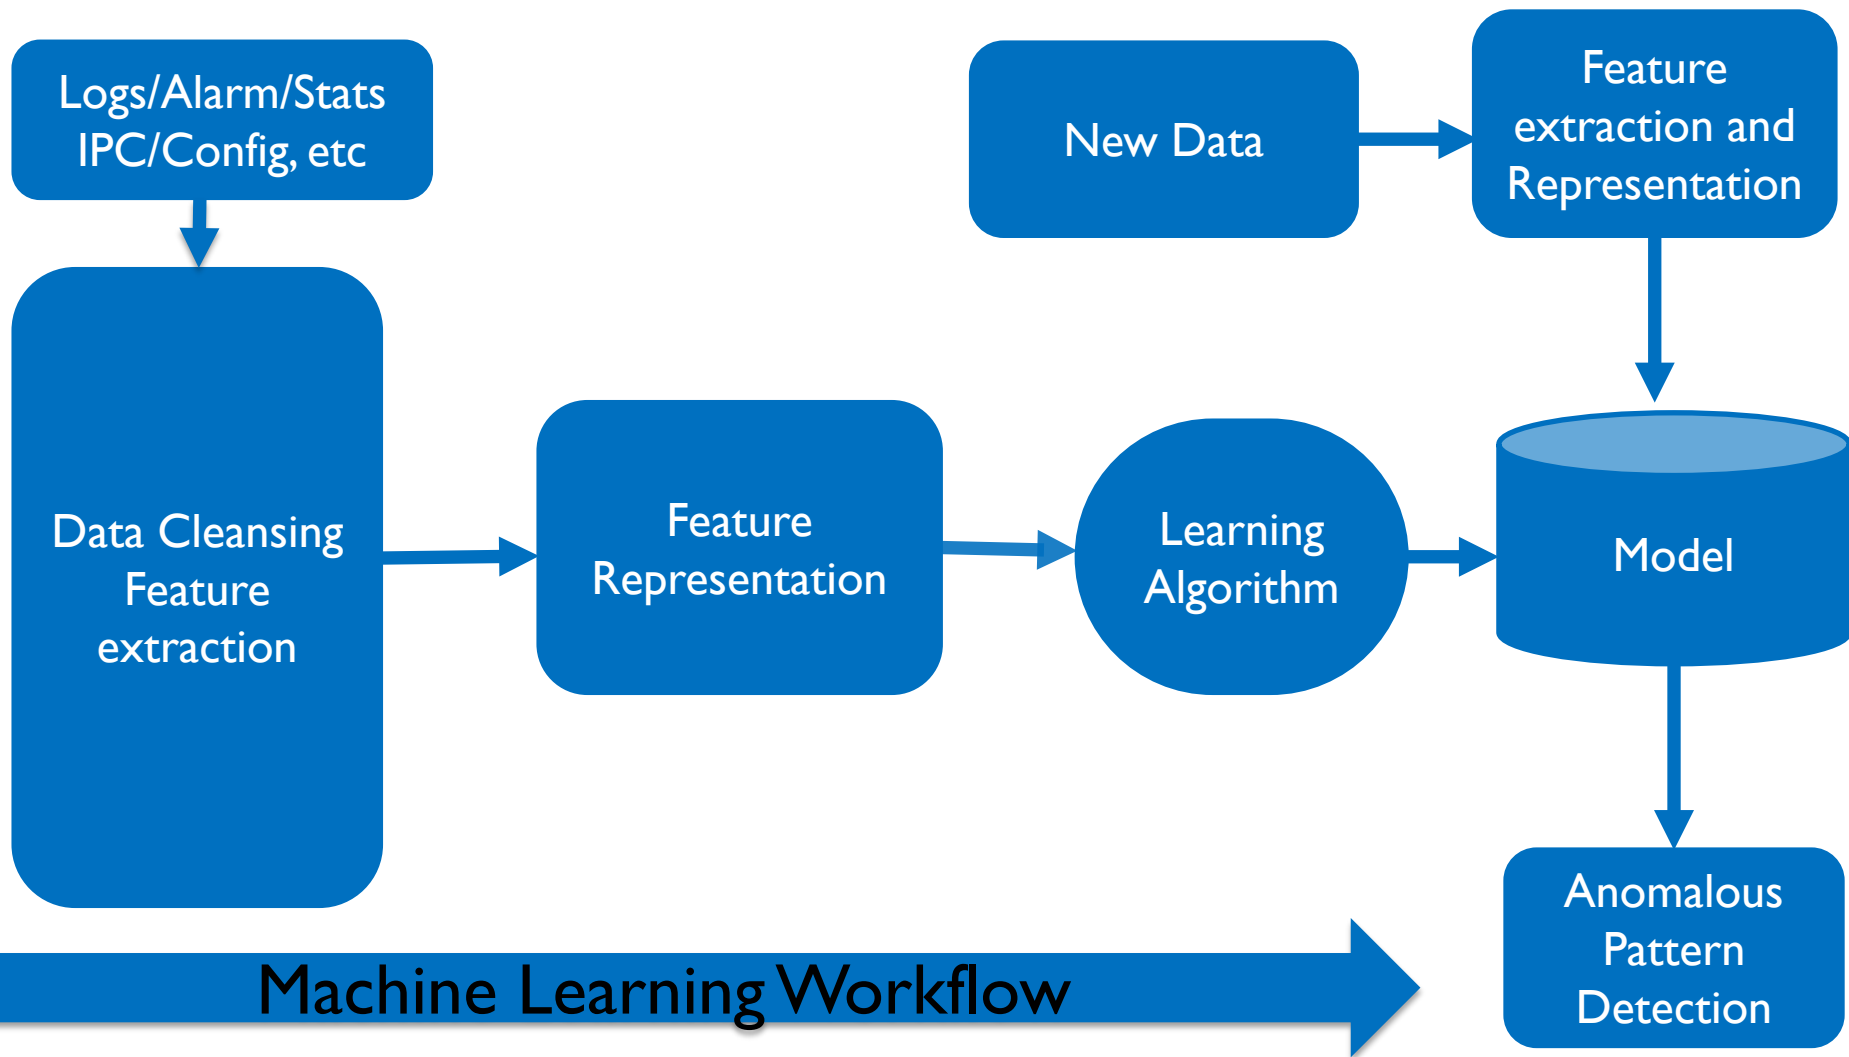 Logs/Alarm/Stats
IPC/Config, etc
New Data
Feature
extraction and
Representation
Data Cleansing
Feature
extraction
Feature
Representation
Learning
Algorithm
Model
Anomalous
Pattern
Detection
Machine Learning Workflow